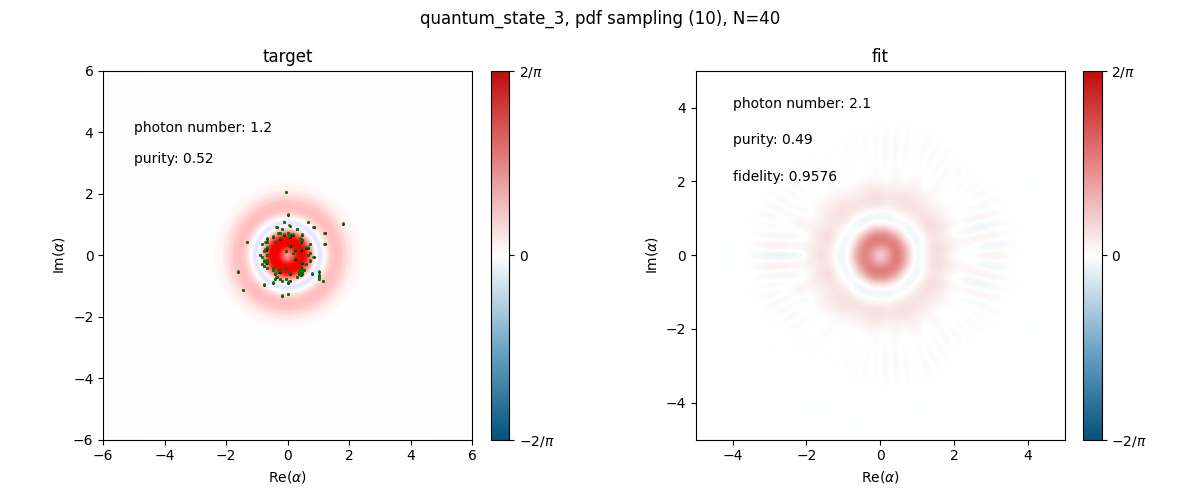 quantum_state_3, pdf sampling (10), N=40
target
6
4
2
0
−2
−4
−6
−6
−4
−2
0
2
4
6
Im(α)
Re(α)
photon number: 1.2
purity: 0.52
2/π
0
−2/π
fit
4
2
0
−2
−4
−4
−2
0
2
4
Im(α)
Re(α)
photon number: 2.1
purity: 0.49
fidelity: 0.9576
2/π
0
−2/π